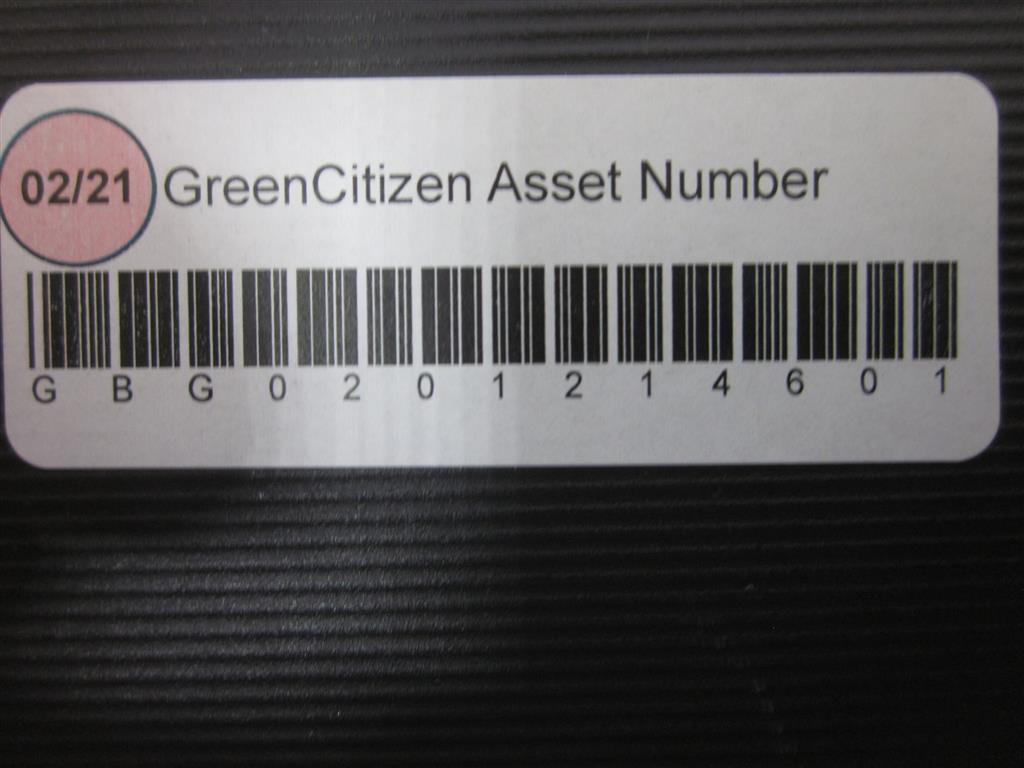 02/21 GreenCitizen Asset Number
G B G 0 2 0 1 2 1 4 6 0 1